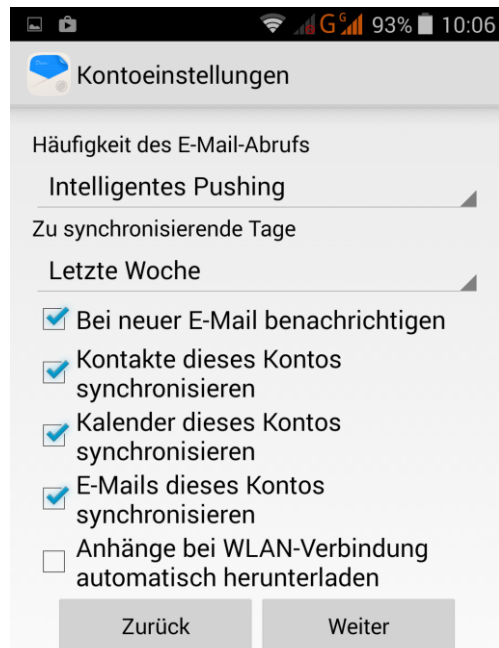 G G 93% 10:06
Kontoeinstellungen
Häufigkeit des E-Mail-Abrufs
Intelligentes Pushing
Zu synchronisierende Tage
Letzte Woche
Bei neuer E-Mail benachrichtigen
Kontakte dieses Kontos
synchronisieren
Kalender dieses Kontos
synchronisieren
E-Mails dieses Kontos
synchronisieren
Anhänge bei WLAN-Verbindung
automatisch herunterladen
Zurück Weiter